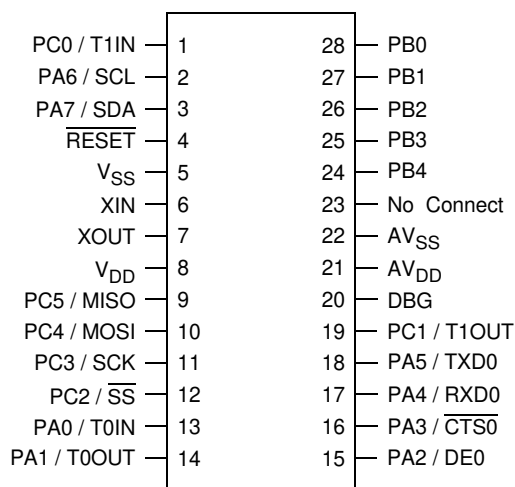 PC0 / T1IN 1 28 PB0
PA6 / SCL 2 27 PB1
PA7 / SDA 3 26 PB2
RESET 4 25 PB3
VSS 5 24 PB4
XIN 6 23 No Connect
XOUT 7 22 AVSS
VDD 8 21 AVDD
PC5 / MISO 9 20 DBG
PC4 / MOSI 10 19 PC1 / T1OUT
PC3 / SCK 11 18 PA5 / TXD0
PC2 / SS 12 17 PA4 / RXD0
PA0 / T0IN 13 16 PA3 / CTS0
PA1 / T0OUT 14 15 PA2 / DE0